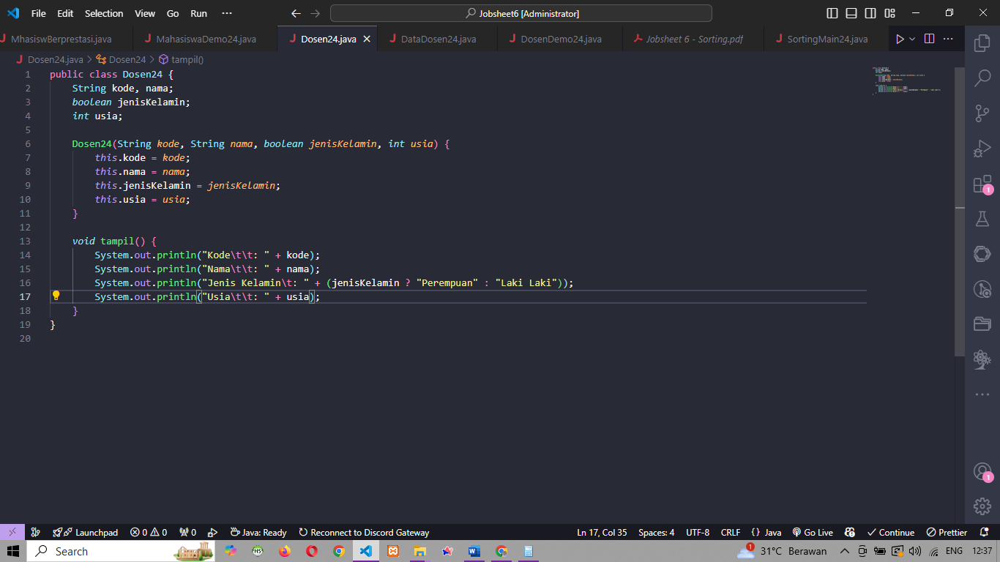 File Edit Selection View Go Run ··· Jobsheet6 [Administrator]
MhasiswBerprestasi.java MahasiswaDemo24.java Dosen24.java DataDosen24.java DosenDemo24.java Jobsheet 6 - Sorting.pdf SortingMain24.java
Dosen24.java > Dosen24 > tampil()
1 public class Dosen24 {
2 String kode, nama;
3 boolean jenisKelamin;
4 int usia;
5
6 Dosen24(String kode, String nama, boolean jenisKelamin, int usia) {
7 this.kode = kode;
8 this.nama = nama;
9 this.jenisKelamin = jenisKelamin;
10 this.usia = usia;
11 }
12
13 void tampil() {
14 System.out.println("Kode\t\t: " + kode);
15 System.out.println("Nama\t\t: " + nama);
16 System.out.println("Jenis Kelamin\t: " + (jenisKelamin ? "Perempuan" : "Laki Laki"));
17 System.out.println("Usia\t\t: " + usia);
18 }
19 }
20
1
1
Launchpad 0 0 0 Java: Ready Reconnect to Discord Gateway Ln 17, Col 35 Spaces: 4 UTF-8 CRLF {} Java Go Live Continue Prettier
Search 1 31°C Berawan ENG 12:37